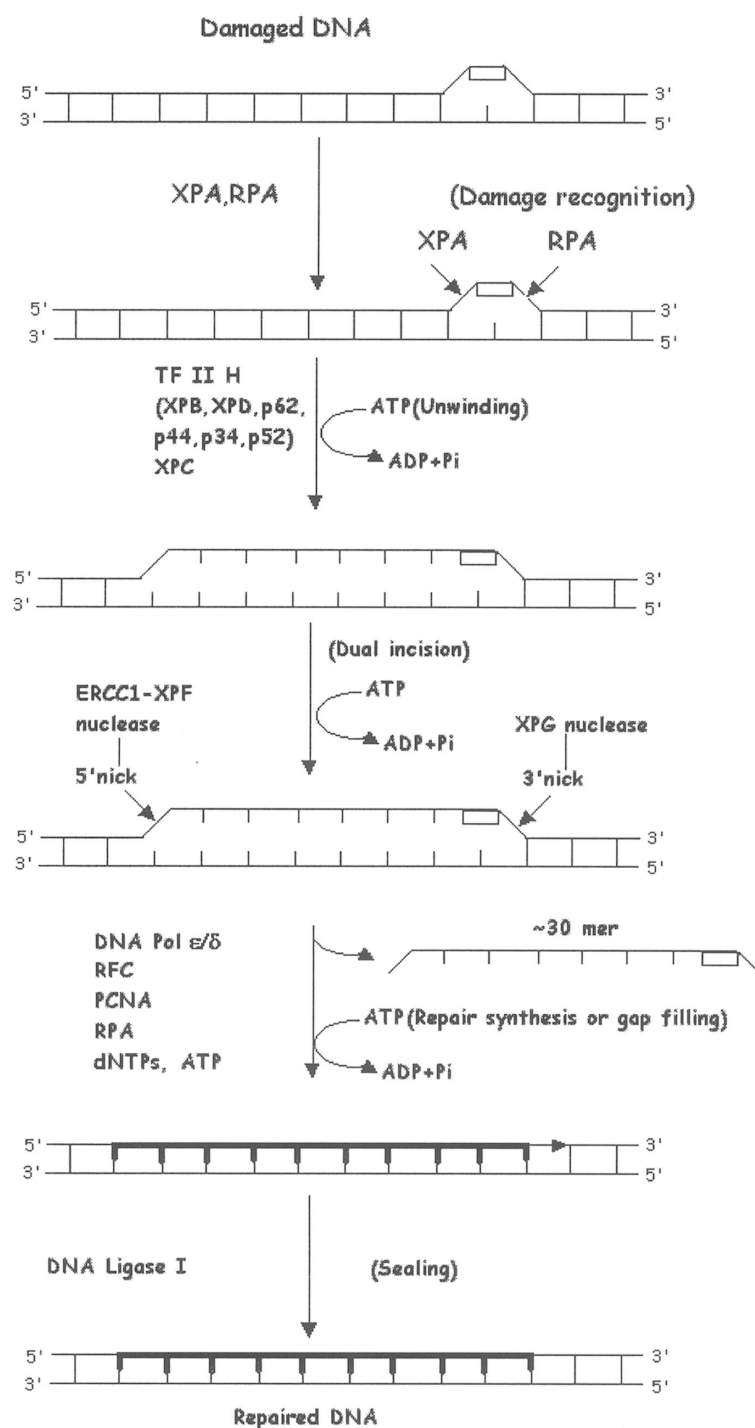 Damaged DNA
5' 3'
3' 5'
XPA,RPA (Damage recognition)
XPA RPA
5' 3'
3' 5'
TF II H
(XPB,XPD,p62,
p44,p34,p52)
XPC
ATP(Unwinding)
ADP+Pi
5' 3'
3' 5'
(Dual incision)
ATP
ADP+Pi
ERCC1-XPF
nuclease
5'nick
XPG nuclease
3'nick
5' 3'
3' 5'
DNA Pol ε/δ
RFC
PCNA
RPA
dNTPs, ATP
~30 mer
ATP(Repair synthesis or gap filling)
ADP+Pi
5' 3'
3' 5'
DNA Ligase I (Sealing)
5' 3'
3' 5'
Repaired DNA